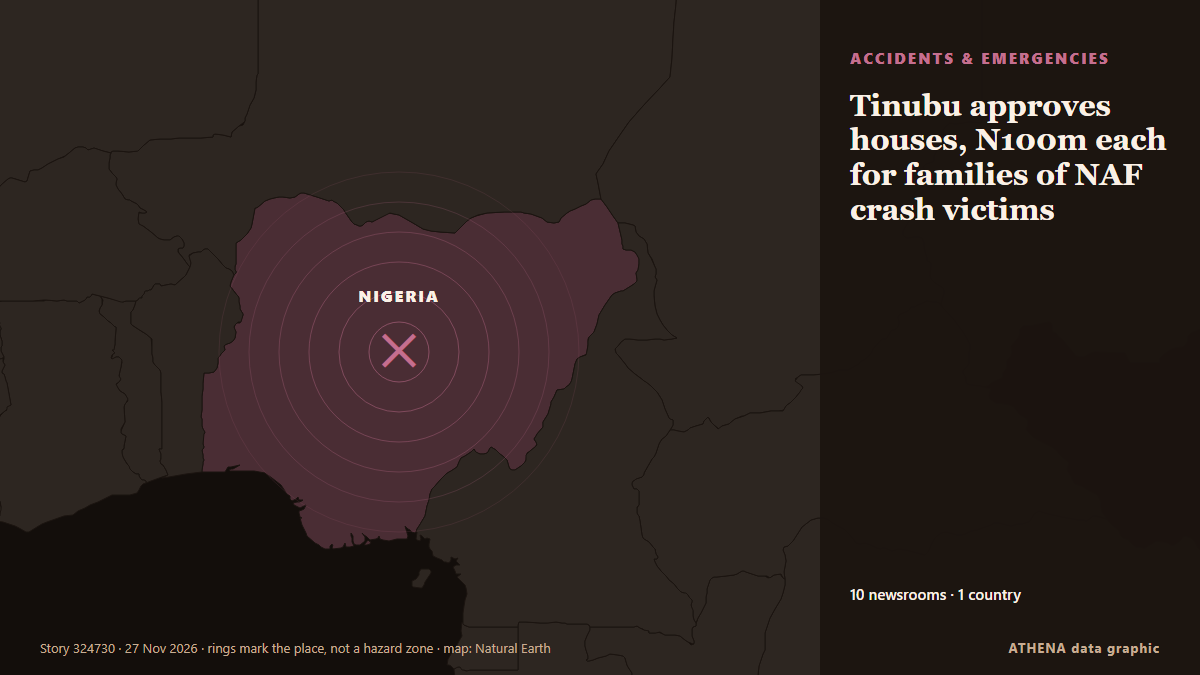 ACCIDENTS & EMERGENCIES
Tinubu approves
houses, N100m each
for families of NAF
crash victims
NIGERIA
10 newsrooms · 1 country
Story 324730 · 27 Nov 2026 · rings mark the place, not a hazard zone · map: Natural Earth
ATHENA data graphic